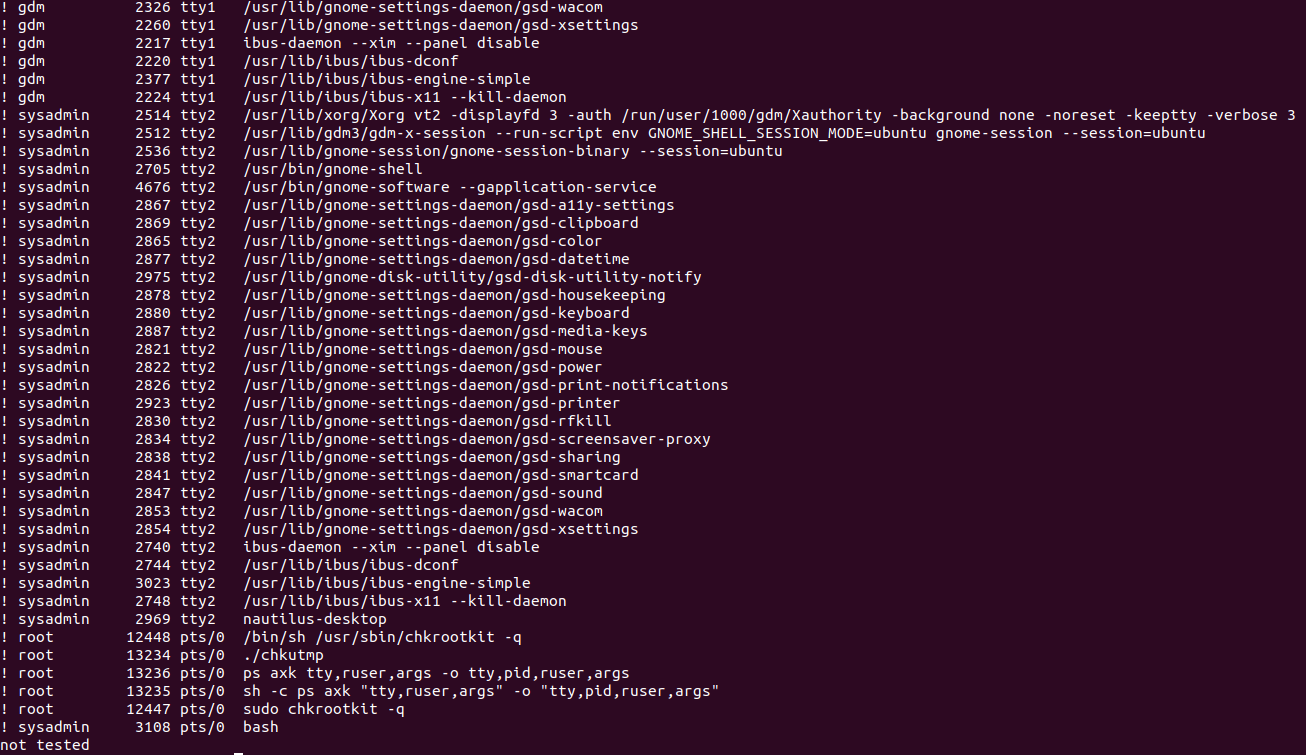 ! gdm          2326 tty1   /usr/lib/gnome-settings-daemon/gsd-wacom
! gdm          2260 tty1   /usr/lib/gnome-settings-daemon/gsd-xsettings
! gdm          2217 tty1   ibus-daemon --xim --panel disable
! gdm          2220 tty1   /usr/lib/ibus/ibus-dconf
! gdm          2377 tty1   /usr/lib/ibus/ibus-engine-simple
! gdm          2224 tty1   /usr/lib/ibus/ibus-x11 --kill-daemon
! sysadmin     2514 tty2   /usr/lib/xorg/Xorg vt2 -displayfd 3 -auth /run/user/1000/gdm/Xauthority -background none -noreset -keeptty -verbose 3
! sysadmin     2512 tty2   /usr/lib/gdm3/gdm-x-session --run-script env GNOME_SHELL_SESSION_MODE=ubuntu gnome-session --session=ubuntu
! sysadmin     2536 tty2   /usr/lib/gnome-session/gnome-session-binary --session=ubuntu
! sysadmin     2705 tty2   /usr/bin/gnome-shell
! sysadmin     4676 tty2   /usr/bin/gnome-software --gapplication-service
! sysadmin     2867 tty2   /usr/lib/gnome-settings-daemon/gsd-a11y-settings
! sysadmin     2869 tty2   /usr/lib/gnome-settings-daemon/gsd-clipboard
! sysadmin     2865 tty2   /usr/lib/gnome-settings-daemon/gsd-color
! sysadmin     2877 tty2   /usr/lib/gnome-settings-daemon/gsd-datetime
! sysadmin     2975 tty2   /usr/lib/gnome-disk-utility/gsd-disk-utility-notify
! sysadmin     2878 tty2   /usr/lib/gnome-settings-daemon/gsd-housekeeping
! sysadmin     2880 tty2   /usr/lib/gnome-settings-daemon/gsd-keyboard
! sysadmin     2887 tty2   /usr/lib/gnome-settings-daemon/gsd-media-keys
! sysadmin     2821 tty2   /usr/lib/gnome-settings-daemon/gsd-mouse
! sysadmin     2822 tty2   /usr/lib/gnome-settings-daemon/gsd-power
! sysadmin     2826 tty2   /usr/lib/gnome-settings-daemon/gsd-print-notifications
! sysadmin     2923 tty2   /usr/lib/gnome-settings-daemon/gsd-printer
! sysadmin     2830 tty2   /usr/lib/gnome-settings-daemon/gsd-rfkill
! sysadmin     2834 tty2   /usr/lib/gnome-settings-daemon/gsd-screensaver-proxy
! sysadmin     2838 tty2   /usr/lib/gnome-settings-daemon/gsd-sharing
! sysadmin     2841 tty2   /usr/lib/gnome-settings-daemon/gsd-smartcard
! sysadmin     2847 tty2   /usr/lib/gnome-settings-daemon/gsd-sound
! sysadmin     2853 tty2   /usr/lib/gnome-settings-daemon/gsd-wacom
! sysadmin     2854 tty2   /usr/lib/gnome-settings-daemon/gsd-xsettings
! sysadmin     2740 tty2   ibus-daemon --xim --panel disable
! sysadmin     2744 tty2   /usr/lib/ibus/ibus-dconf
! sysadmin     3023 tty2   /usr/lib/ibus/ibus-engine-simple
! sysadmin     2748 tty2   /usr/lib/ibus/ibus-x11 --kill-daemon
! sysadmin     2969 tty2   nautilus-desktop
! root        12448 pts/0  /bin/sh /usr/sbin/chkrootkit -q
! root        13234 pts/0  ./chkutmp
! root        13236 pts/0  ps axk tty,ruser,args -o tty,pid,ruser,args
! root        13235 pts/0  sh -c ps axk "tty,ruser,args" -o "tty,pid,ruser,args"
! root        12447 pts/0  sudo chkrootkit -q
! sysadmin     3108 pts/0  bash
not tested